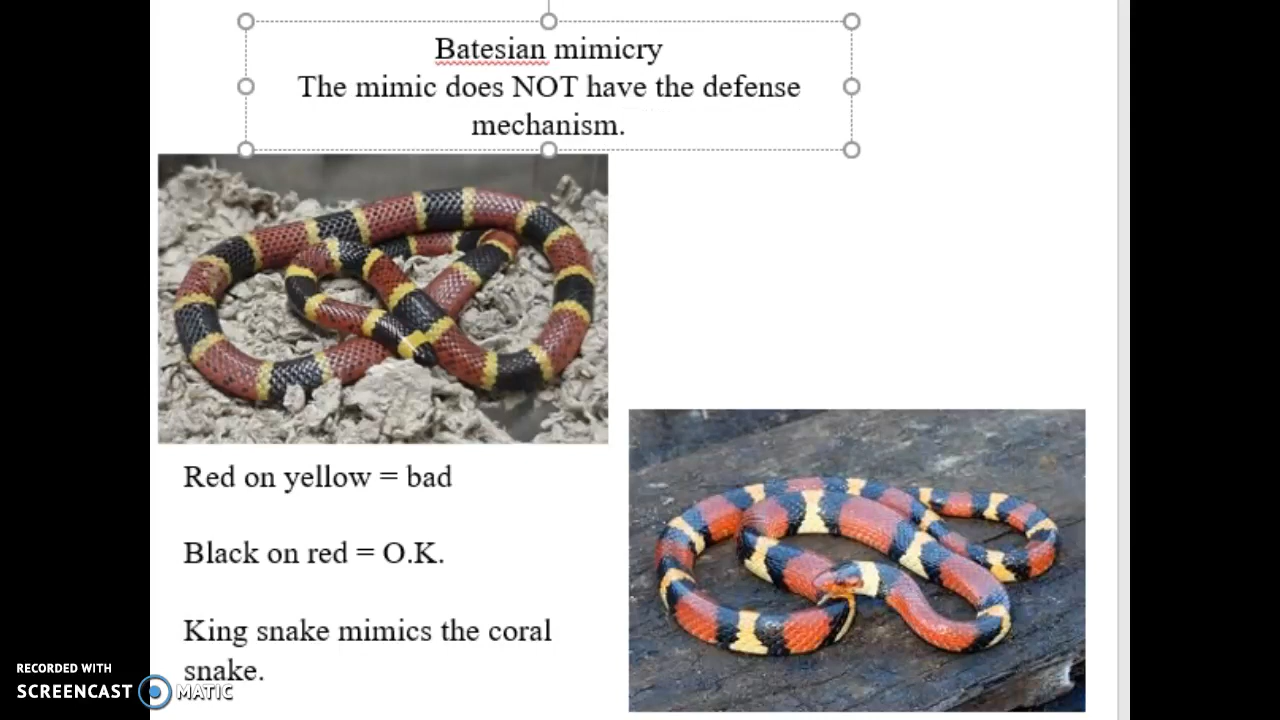 Batesian mimicry
The mimic does NOT have the defense
mechanism.
Red on yellow = bad
Black on red = O.K.
King snake mimics the coral
snake.
RECORDED WITH
SCREENCAST MATIC